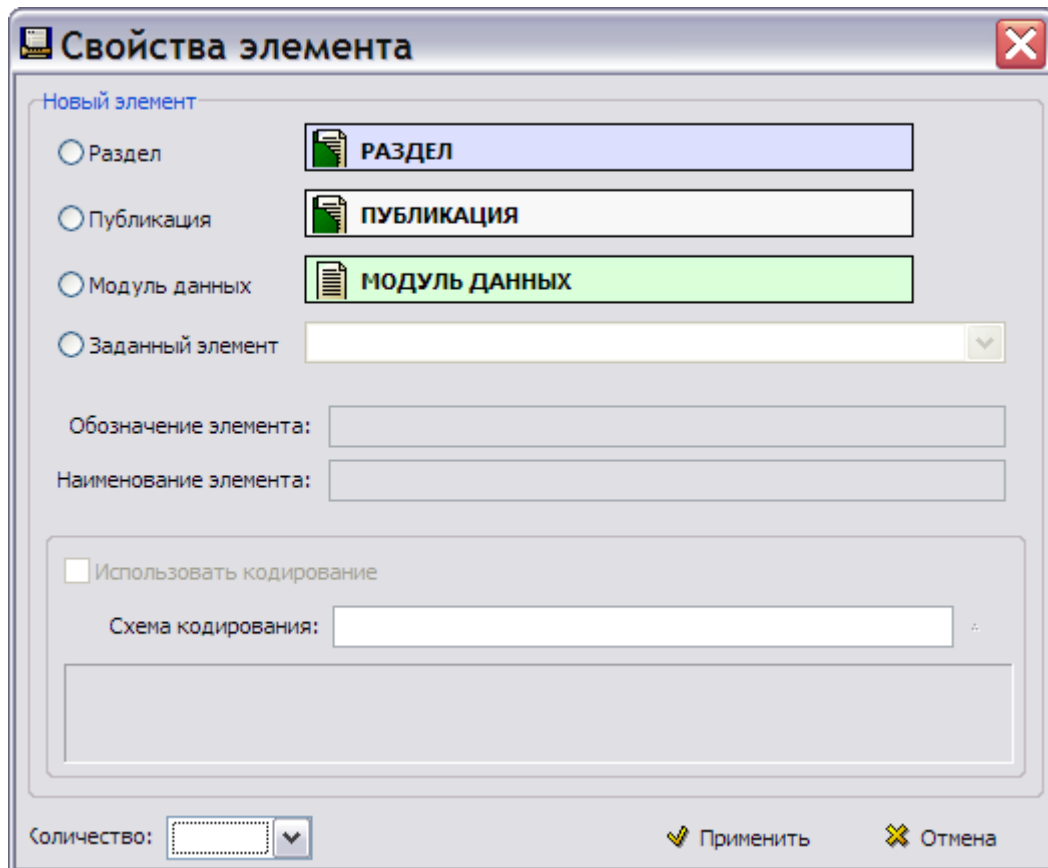 Свойства элемента
Новый элемент
Раздел
РАЗДЕЛ
Публикация
ПУБЛИКАЦИЯ
Модуль данных
МОДУЛЬ ДАННЫХ
Заданный элемент
Обозначение элемента:
Наименование элемента:
Использовать кодирование
Схема кодирования:
Количество:
Применить
Отмена